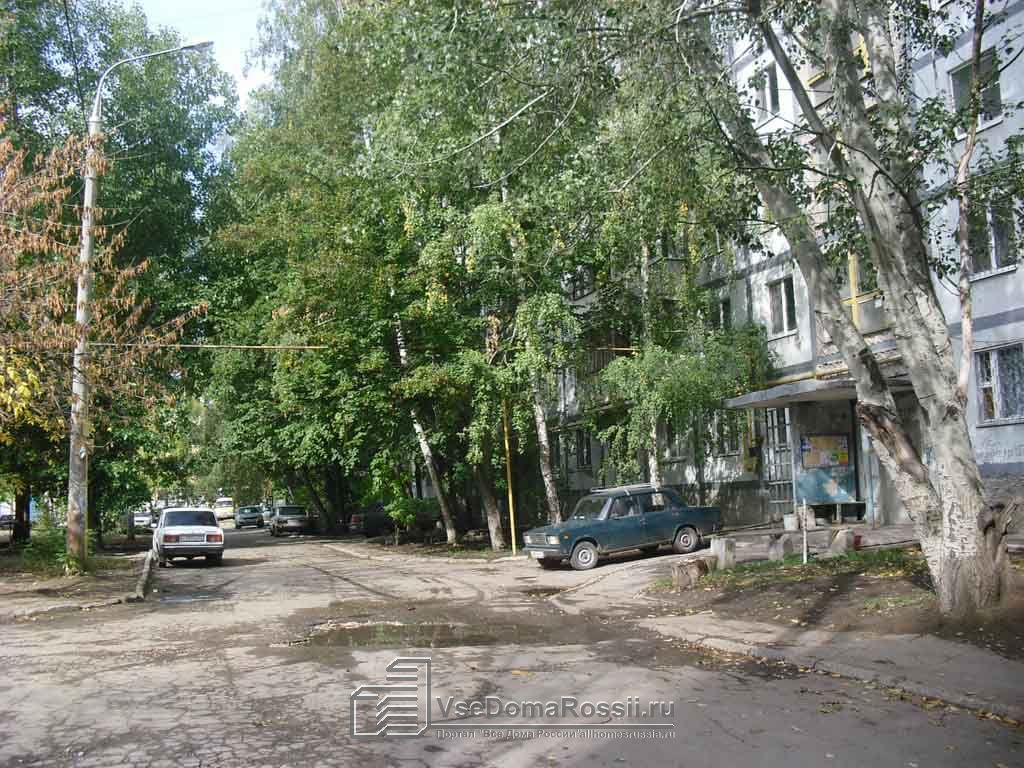 VseDomaRossii.ru
Портал "Все Дома России"allhomesrussia.ru